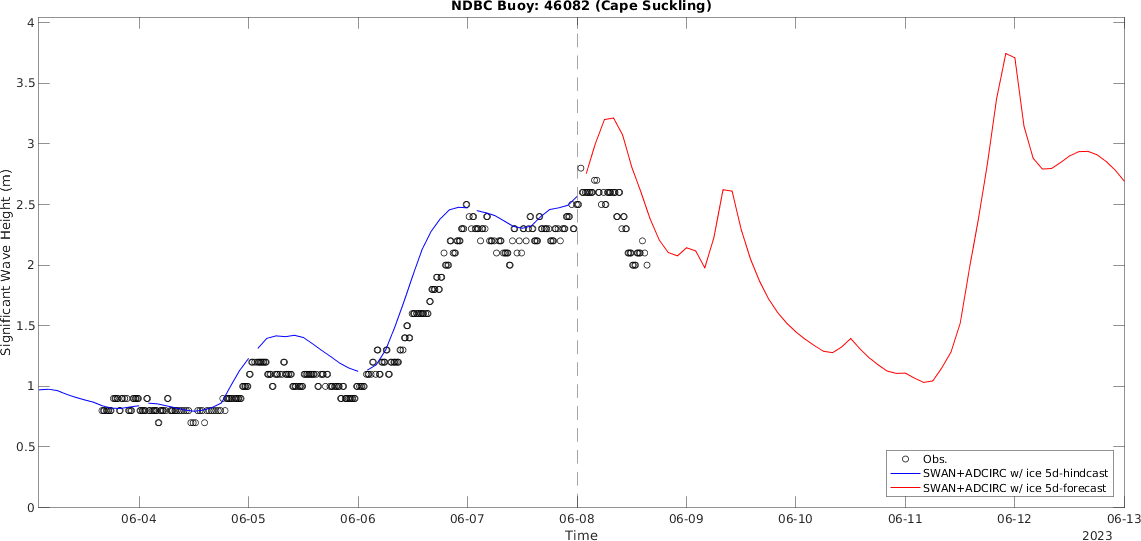 NDBC Buoy: 46082 (Cape Suckling)
4
3.5
3
2.5
2
1.5
1
0.5
0
Significant Wave Height (m)
Obs.
SWAN+ADCIRC w/ ice 5d-hindcast
SWAN+ADCIRC w/ ice 5d-forecast
06-04 06-05 06-06 06-07 06-08 06-09 06-10 06-11 06-12 06-13
Time
2023